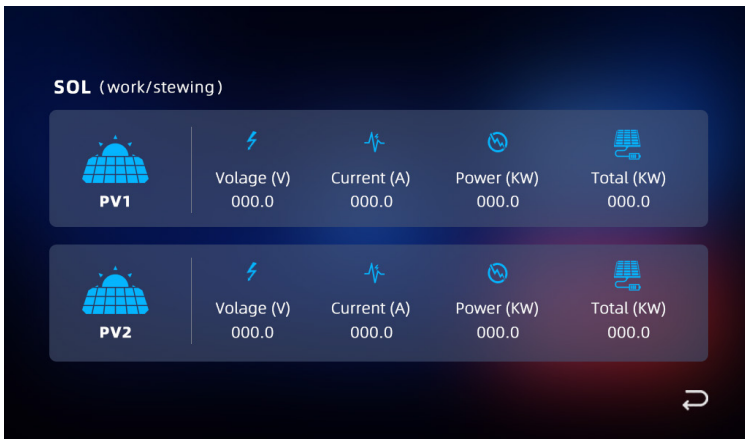 SOL (work/stewing)
Volage (V) Current (A) Power (KW) Total (KW)
PV1 000.0 000.0 000.0 000.0
Volage (V) Current (A) Power (KW) Total (KW)
PV2 000.0 000.0 000.0 000.0